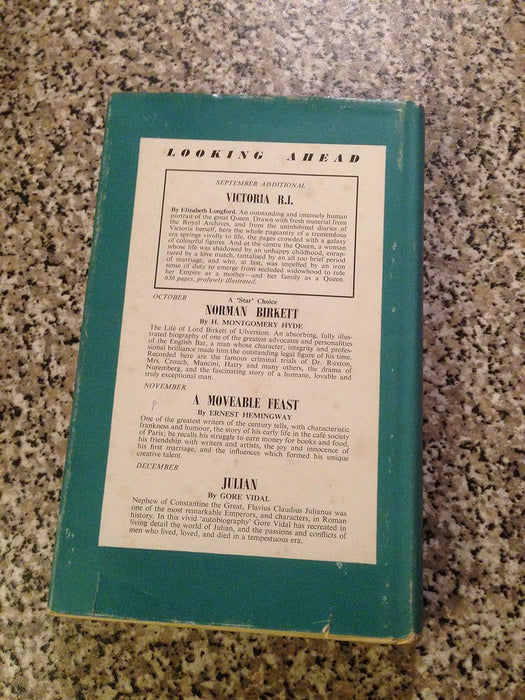 LOOKING AHEAD
SEPTEMBER ADDITIONAL
VICTORIA R.I.
By Elizabeth Longford. An outstanding and intensely human
portrait of the great Queen. Drawn with fresh material from
the Royal Archives, and from the uninhibited diaries of
Victoria herself, here the whole pageantry of a tremendous
era springs vividly to life, the pages crowded with a galaxy
of colourful figures. And at the centre the Queen, a woman
whose life was shadowed by an unhappy childhood, enrap-
tured by a love match, tantalised by an all too brief period
of marriage, and who, at last, was impelled by an iron
sense of duty to emerge from secluded widowhood to rule
her Empire as a mother—and her family as a Queen.
636 pages, profusely illustrated.
OCTOBER
A 'Star' Choice
NORMAN BIRKETT
By H. MONTGOMERY HYDE
The Life of Lord Birkett of Ulverston. An absorbing, fully illus-
trated biography of one of the greatest advocates and personalities
of the English Bar, a man whose character, integrity and profes-
sional brilliance made him the outstanding legal figure of his time.
Recorded here are the famous criminal trials of Dr. Ruxton,
Mrs. Crouch, Mancini, Harry and many others, the drama of
Nuremberg, and the fascinating story of a humane, lovable and
truly exceptional man.
NOVEMBER
A MOVEABLE FEAST
By ERNEST HEMINGWAY
One of the greatest writers of the century tells, with characteristic
frankness and humour, the story of his early life in the café society
of Paris; he recalls his struggle to earn money for books and food,
his friendship with writers and artists, the joy and innocence of
his first marriage, and the influences which formed his unique
creative talent.
DECEMBER
JULIAN
By GORE VIDAL
Nephew of Constantine the Great, Flavius Claudius Julianus was
one of the most remarkable Emperors, and characters, in Roman
history. In this vivid 'autobiography' Gore Vidal has recreated in
living detail the world of Julian, and the passions and conflicts of
men who lived, loved, and died in a tempestuous era.